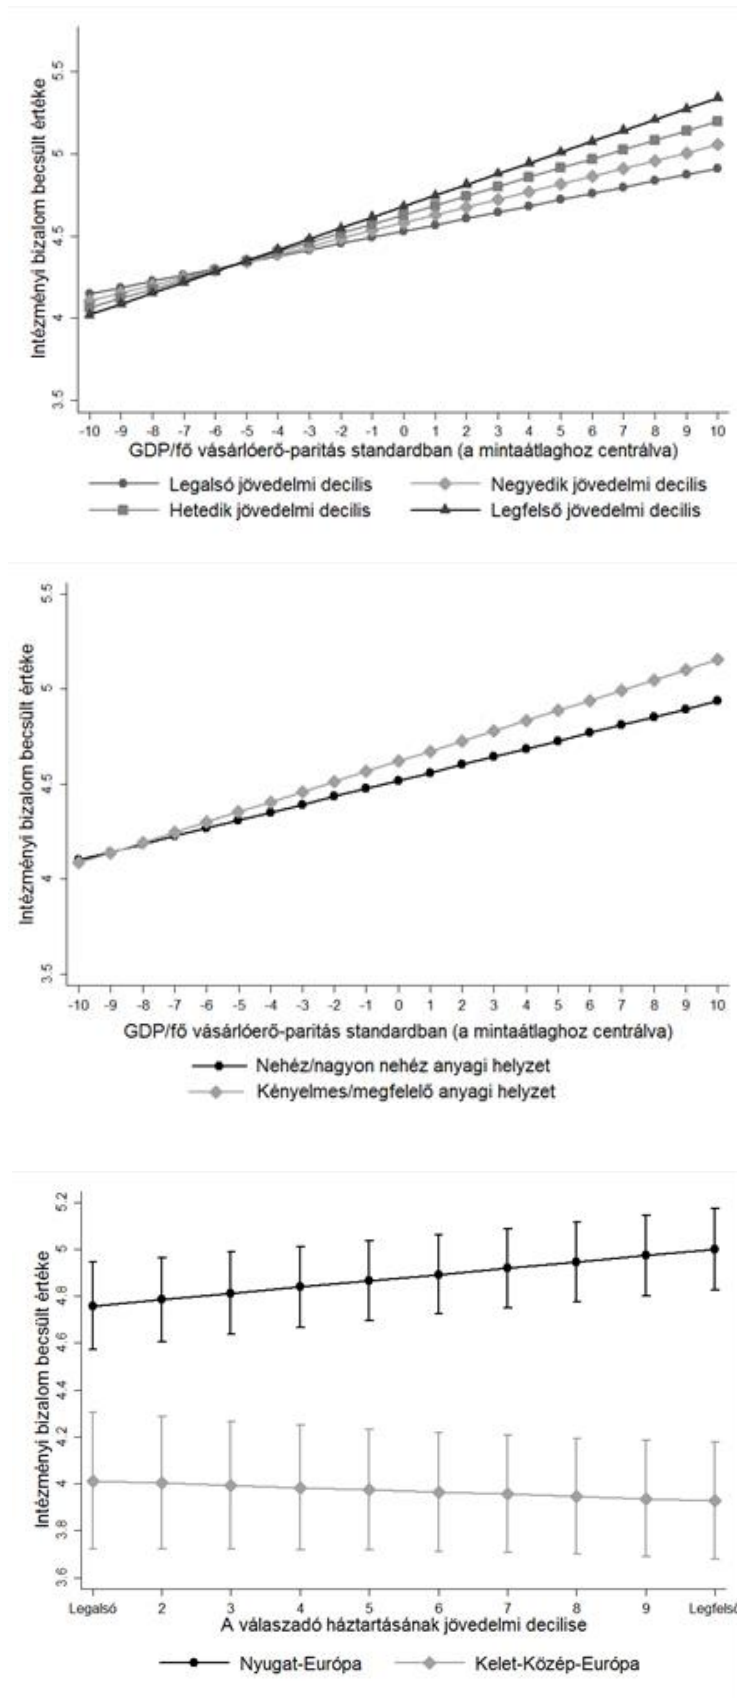 Intézményi bizalom becsült értéke
5.5
5
4.5
4
3.5
-10 -9 -8 -7 -6 -5 -4 -3 -2 -1 0 1 2 3 4 5 6 7 8 9 10
GDP/fő vásárlóerő-paritás standardban (a mintaátlaghoz centrálva)
Legalsó jövedelmi decilis Negyedik jövedelmi decilis
Hetedik jövedelmi decilis Legfelső jövedelmi decilis
Intézményi bizalom becsült értéke
5.5
5
4.5
4
3.5
-10 -9 -8 -7 -6 -5 -4 -3 -2 -1 0 1 2 3 4 5 6 7 8 9 10
GDP/fő vásárlóerő-paritás standardban (a mintaátlaghoz centrálva)
Nehéz/nagyon nehéz anyagi helyzet
Kényelmes/megfelelő anyagi helyzet
Intézményi bizalom becsült értéke
5.2
5
4.8
4.6
4.4
4.2
4
3.8
3.6
Legalsó 2 3 4 5 6 7 8 9 Legfelső
A válaszadó háztartásának jövedelmi decilise
Nyugat-Európa Kelet-Közép-Európa